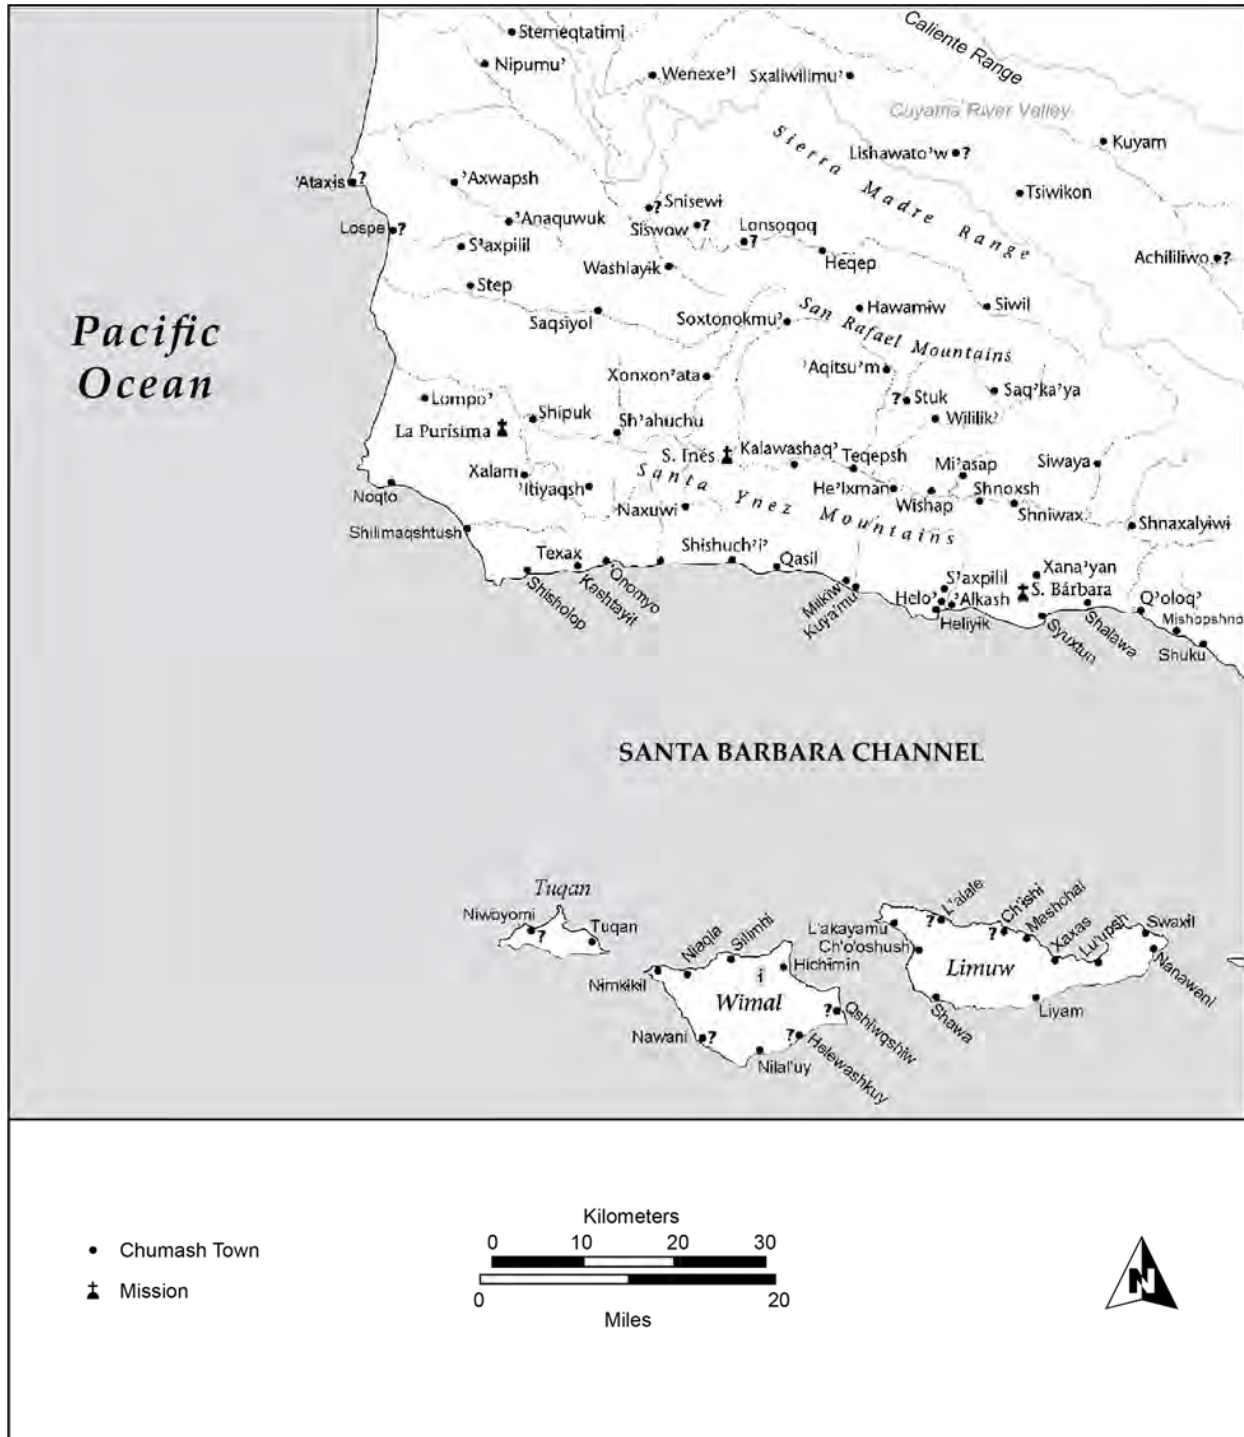 Stemeqtatimi
Caliente Range
Nipumu’
Wenexe’l
Sxaliwilimu’
Cuyama River Valley
Kuyam
Lishawato’w ?
Sierra Madre Range
’Ataxis ?
’Axwapsh
Tsiwikon
Snisewi
?
’Anaquwuk
Siswow ?
Lonsoqoq
?
Lospe ?
S’axpilil
Heqep
Achililiwo ?
Washlayik
Step
Pacific
Ocean
Saqsiyol
Soxtonokmu’
Hawamiw
Siwil
San Rafael Mountains
’Aqitsu’m
Xonxon’ata
Lompo’
? Stuk
Saq’ka’ya
Shipuk
Wililik’
La Purísima
Sh’ahuchu
S. Inés
Kalawashaq’
Teqepsh
Mi’asap
Siwaya
Xalam
’Itiyaqsh
Santa Ynez Mountains
Noqto
He’lxman
Wishap
Shnoxsh
Shniwax
Naxuwi
Shnaxalyiwi
Shilimaqshtush
Texax
Shishuch’i’
Qasil
Xana’yan
S’axpilil
S. Bárbara
Shisholop
Kashtayit
Onomyo
Mikiw
Kuya’mu
Helo’
’Alkash
Heliyik
Syuxtun
Shalawa
Q’oloq’
Mishopshno
Shuku
SANTA BARBARA CHANNEL
Tuqan
Niwoyomi
?
Tuqan
Nimkikil
Niaqla
Silimhi
Hichimin
Wimal
Nawani ?
Nilal'uy
? Helewashkuy
? Qshiwqshiw
L'akayamu
Ch'o'oshush
? L'alale
? Ch'ishi
Mashchal
Xaxas
Lu'upsh
Swaxil
Nanawani
Limuw
Shawa
Liyam
Chumash Town
Mission
Kilometers
0 10 20 30
0 20
Miles
N